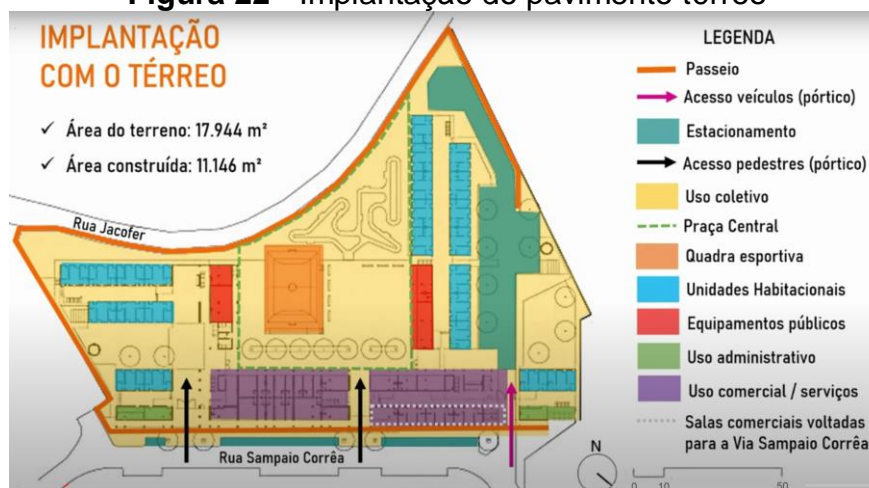 Figura 22 - Implantação do pavimento térreo
IMPLANTAÇÃO
COM O TÉRREO
✓ Área do terreno: 17.944 m²
✓ Área construída: 11.146 m²
Rua Jacofer
Rua Sampaio Corrêa
LEGENDA
Passeio
Acesso veículos (pórtico)
Estacionamento
Acesso pedestres (pórtico)
Uso coletivo
Praça Central
Quadra esportiva
Unidades Habitacionais
Equipamentos públicos
Uso administrativo
Uso comercial / serviços
Salas comerciais voltadas
para a Via Sampaio Corrêa
N
0 10 50